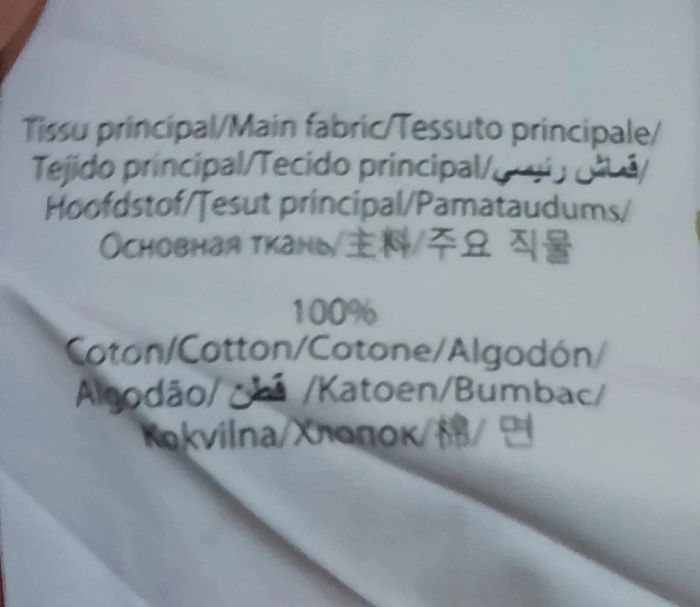 Tissu principal/Main fabric/Tessuto principale/
Tejido principal/Tecido principal/قماش رئيسي/
Hoofdstof/Tesut principal/Pamataudums/
Основная ткань/主料/주요 직물
100%
Coton/Cotton/Cotone/Algodón/
Algodão/ قطن /Katoen/Bumbac/
Kokvilna/Хлопок/棉/ 면